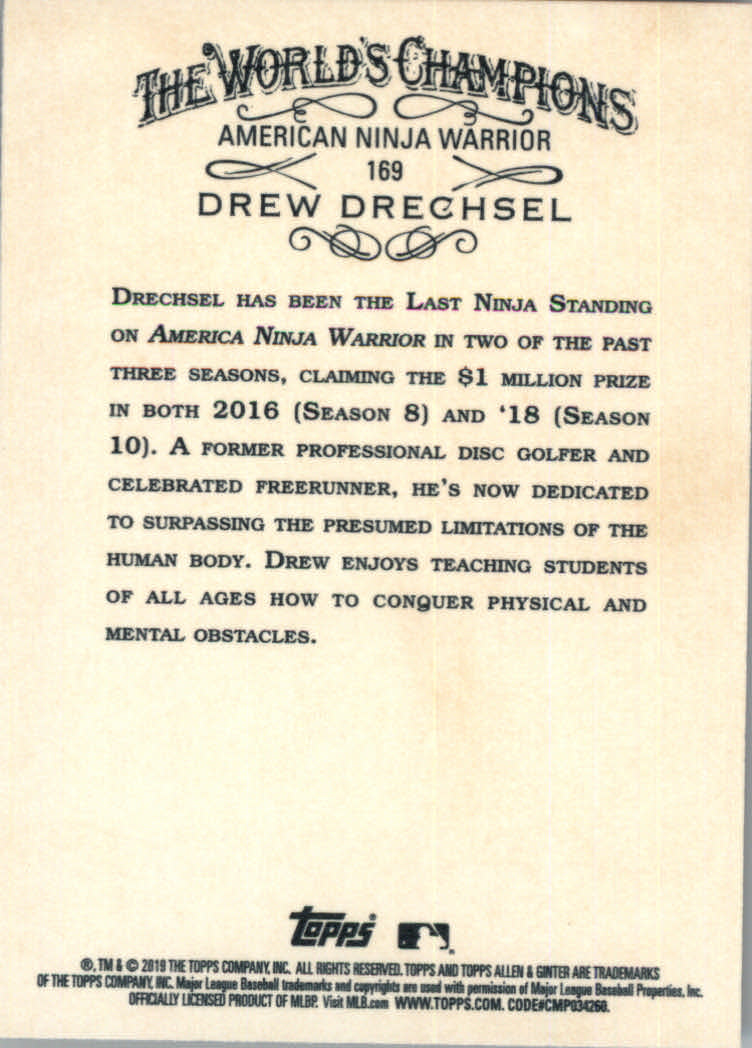 THE WORLD'S CHAMPIONS
AMERICAN NINJA WARRIOR
169
DREW DRECHSEL
DRECHSEL HAS BEEN THE LAST NINJA STANDING
ON AMERICA NINJA WARRIOR IN TWO OF THE PAST
THREE SEASONS, CLAIMING THE $1 MILLION PRIZE
IN BOTH 2016 (SEASON 8) AND ‘18 (SEASON
10). A FORMER PROFESSIONAL DISC GOLFER AND
CELEBRATED FREERUNNER, HE'S NOW DEDICATED
TO SURPASSING THE PRESUMED LIMITATIONS OF THE
HUMAN BODY. DREW ENJOYS TEACHING STUDENTS
OF ALL AGES HOW TO CONQUER PHYSICAL AND
MENTAL OBSTACLES.
TOPPS®
®, TM & © 2019 THE TOPPS COMPANY, INC. ALL RIGHTS RESERVED. TOPPS AND TOPPS ALLEN & GINTER ARE TRADEMARKS
OF THE TOPPS COMPANY, INC. Major League Baseball trademarks and copyrights are used with permission of Major League Baseball Properties, Inc.
OFFICIALLY LICENSED PRODUCT OF MLBP. Visit MLB.com WWW.TOPPS.COM. CODE#CMP034260.